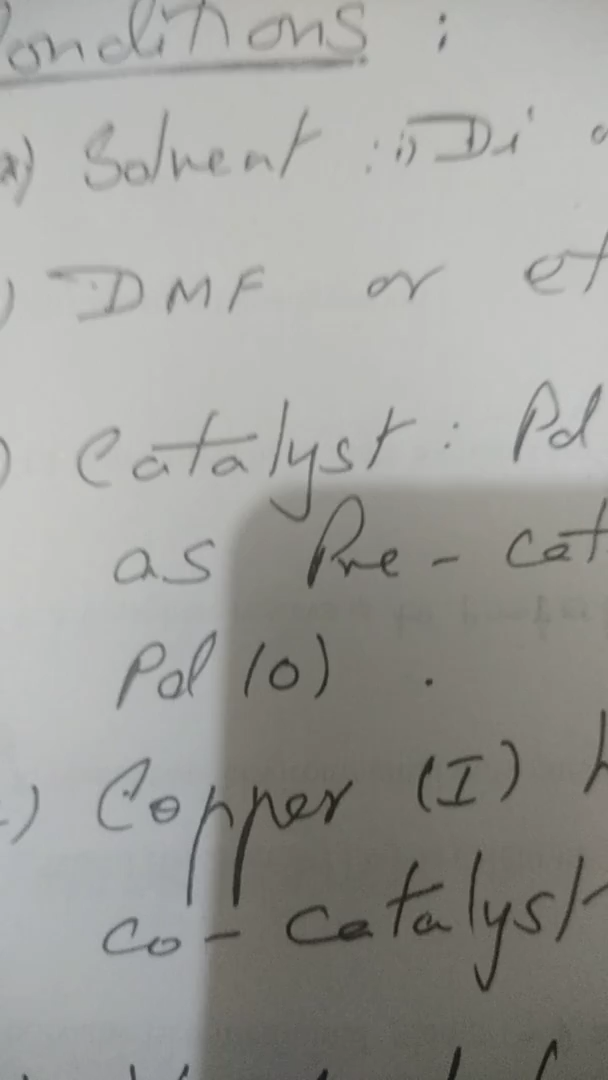 onditions :
a) Solvent : i) Di
) DMF or et
) Catalyst : Pd
as Pre - cat
Pd (0) .
) Copper (I) h
co - catalyst